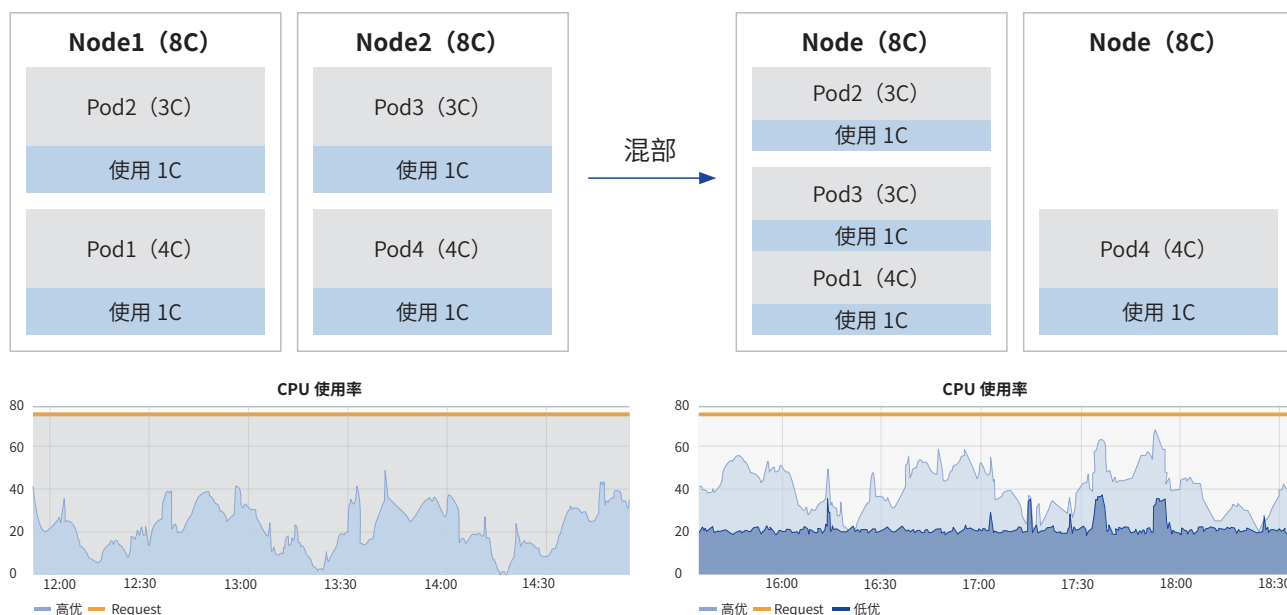 Node1（8C）
Pod2（3C）
使用 1C
Pod1（4C）
使用 1C
Node2（8C）
Pod3（3C）
使用 1C
Pod4（4C）
使用 1C
混部
Node（8C）
Pod2（3C）
使用 1C
Pod3（3C）
使用 1C
Pod1（4C）
使用 1C
Node（8C）
Pod4（4C）
使用 1C
CPU 使用率
80
60
40
20
0
12:00 12:30 13:00 13:30 14:00 14:30
高优 Request
CPU 使用率
80
60
40
20
0
16:00 16:30 17:00 17:30 18:00 18:30
高优 Request 低优